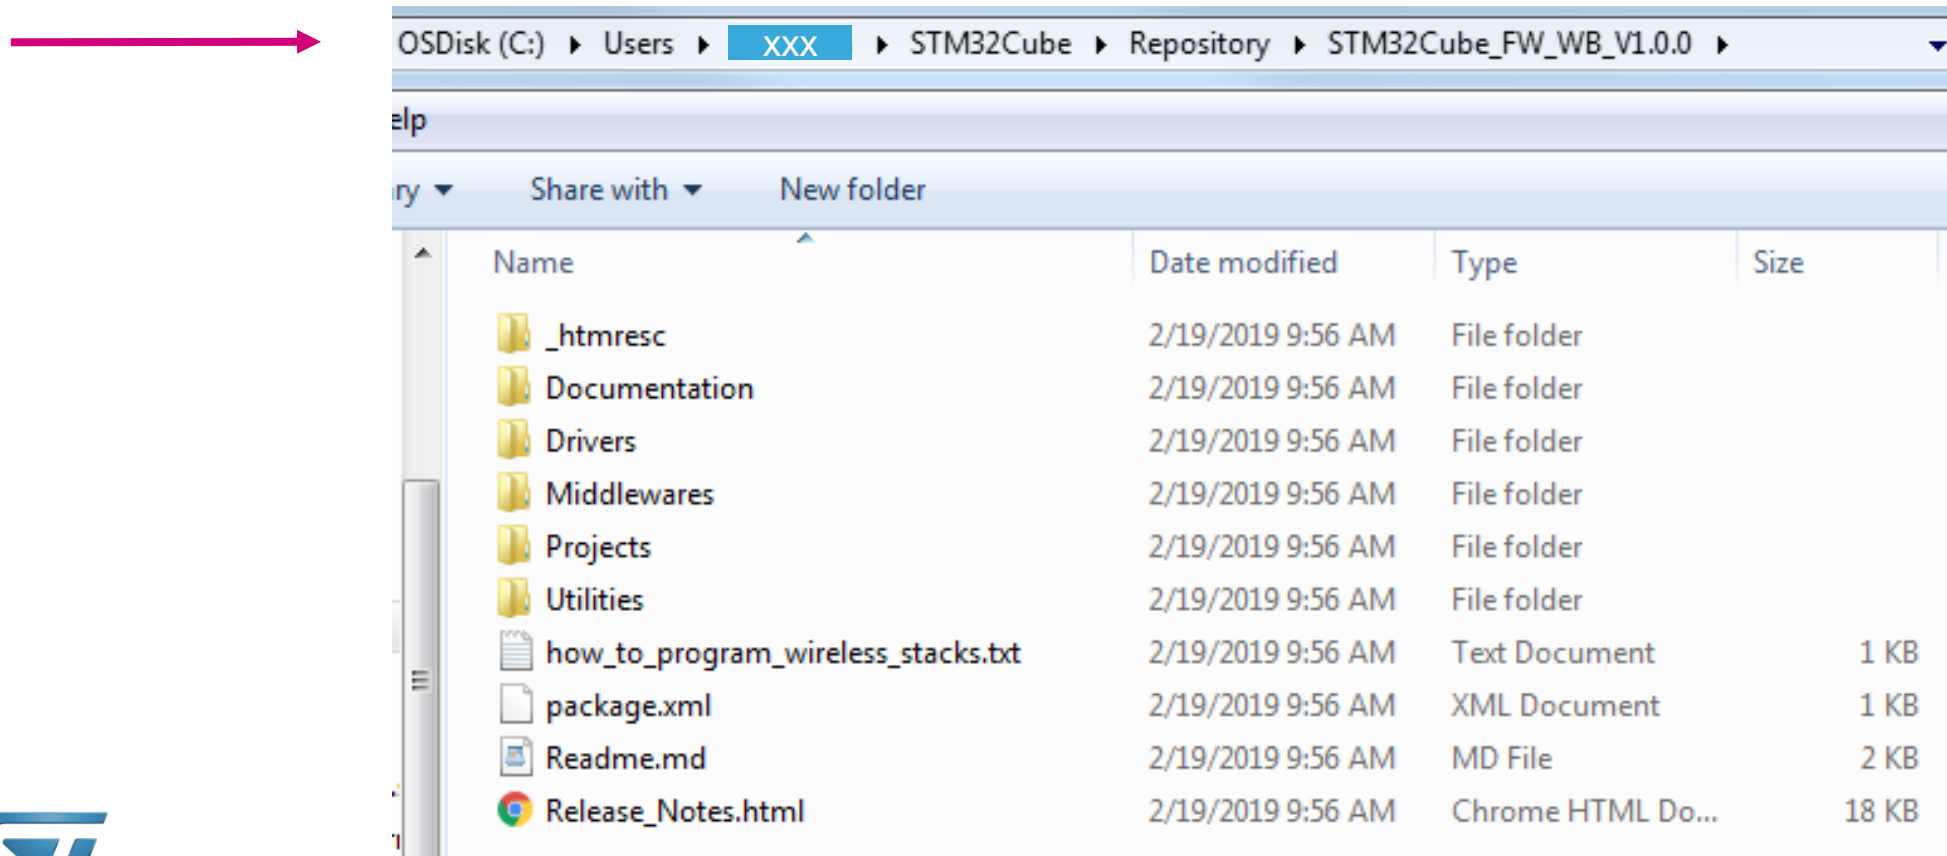 OSDisk (C:) Users xxx STM32Cube Repository STM32Cube_FW_WB_V1.0.0
elp
ry Share with New folder
Name Date modified Type Size
_htmresc 2/19/2019 9:56 AM File folder
Documentation 2/19/2019 9:56 AM File folder
Drivers 2/19/2019 9:56 AM File folder
Middlewares 2/19/2019 9:56 AM File folder
Projects 2/19/2019 9:56 AM File folder
Utilities 2/19/2019 9:56 AM File folder
how_to_program_wireless_stacks.txt 2/19/2019 9:56 AM Text Document 1 KB
package.xml 2/19/2019 9:56 AM XML Document 1 KB
Readme.md 2/19/2019 9:56 AM MD File 2 KB
Release_Notes.html 2/19/2019 9:56 AM Chrome HTML Do... 18 KB